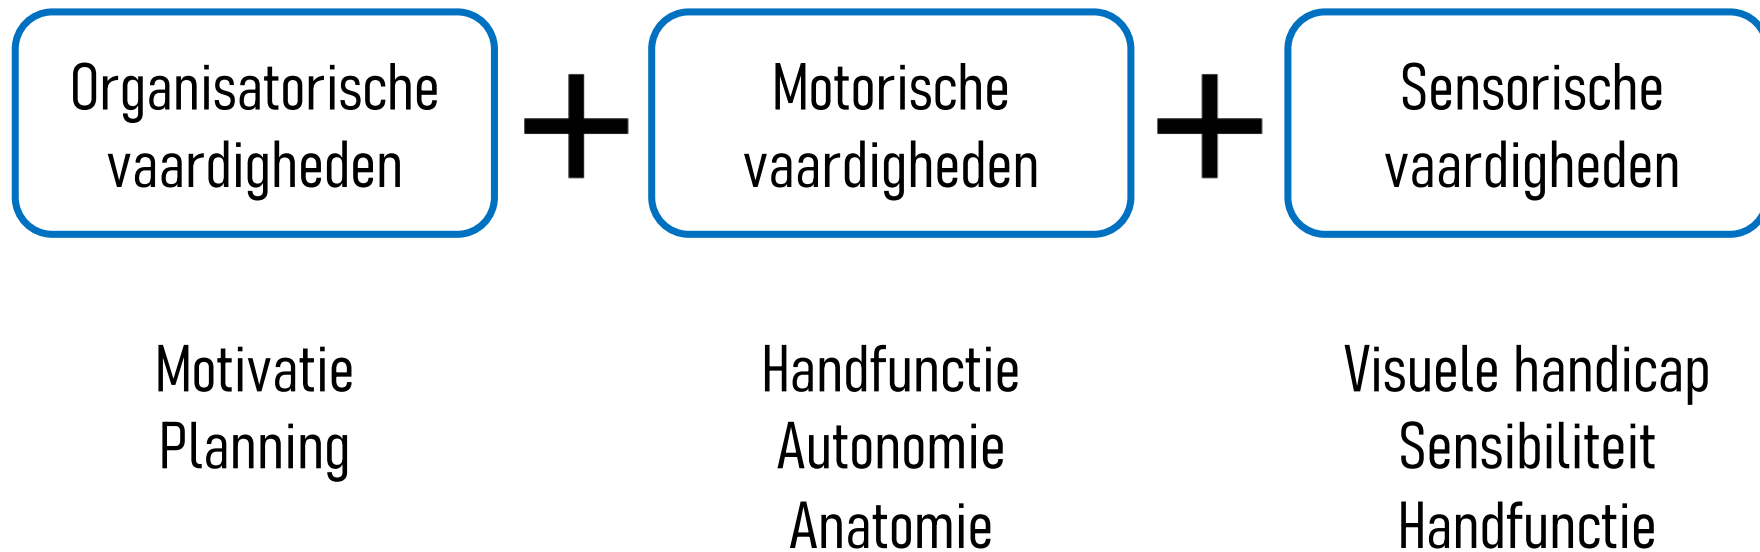 Organisatorische
vaardigheden
+
Motorische
vaardigheden
+
Sensorische
vaardigheden
Motivatie
Planning
Handfunctie
Autonomie
Anatomie
Visuele handicap
Sensibiliteit
Handfunctie